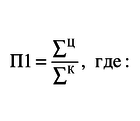 П1 = ∑ц / ∑к , где: